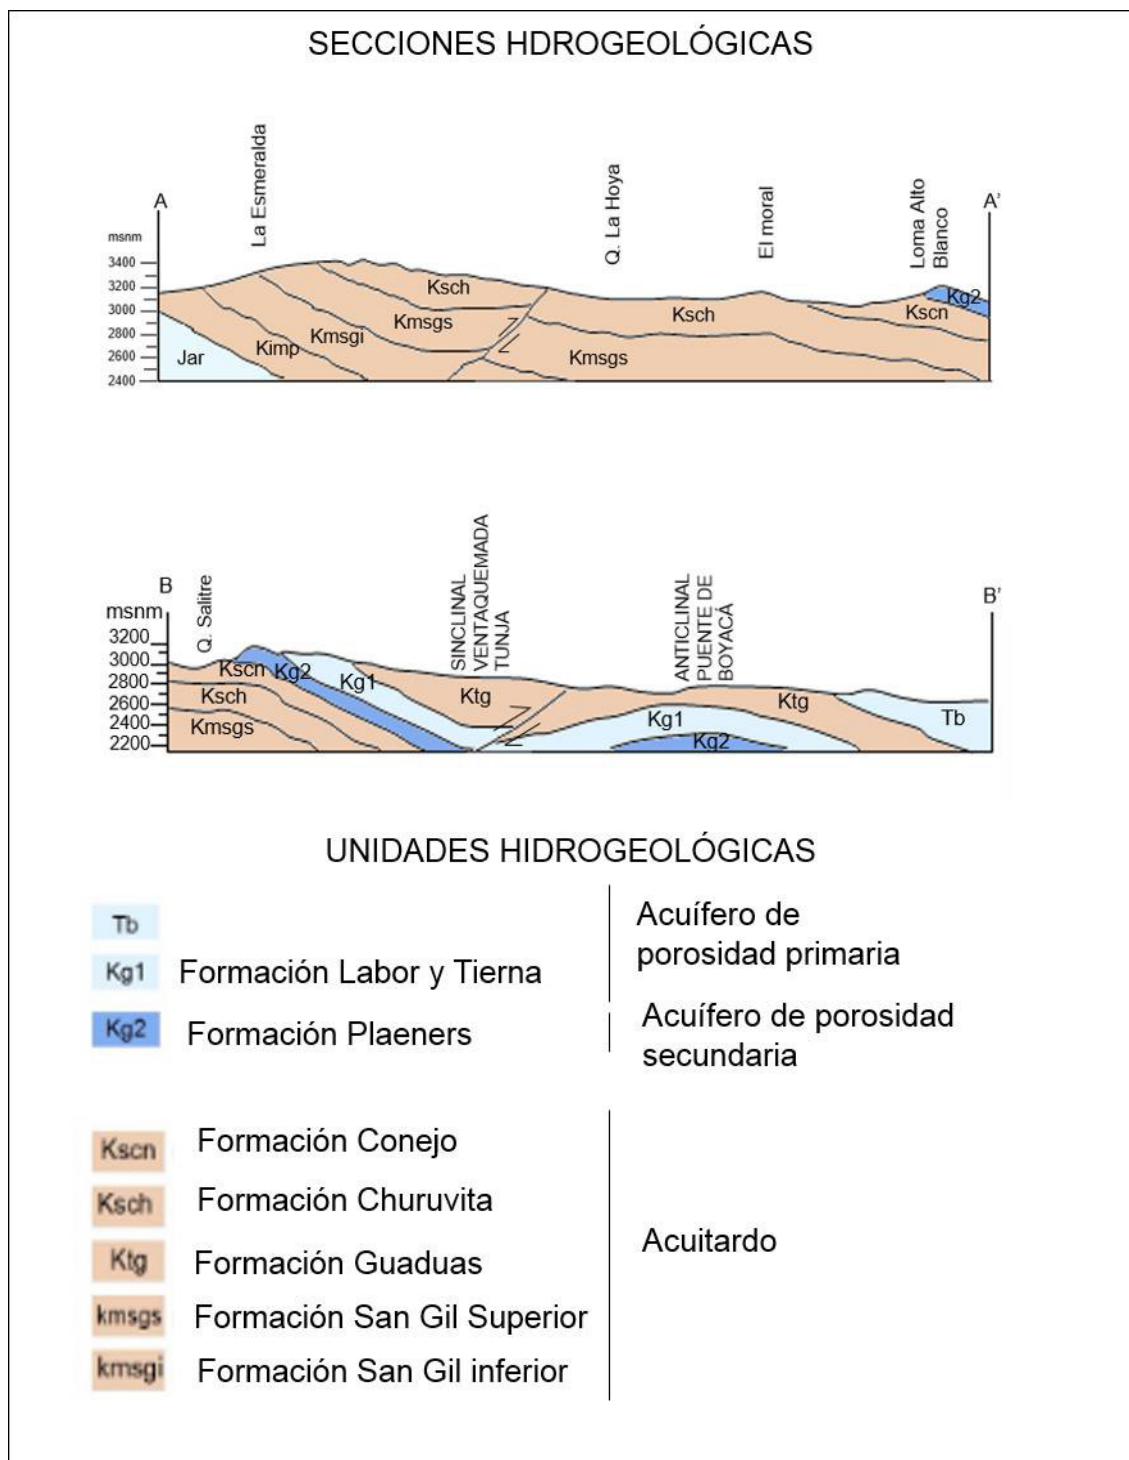 SECCIONES HDROGEOLÓGICAS
A
La Esmeralda
Q. La Hoya
El moral
Loma Alto
Blanco
A'
msnm
3400
3200
3000
2800
2600
2400
Jar
Kimp
Kmsgi
Kmsgs
Ksch
Ksch
Kmsgs
Kscn
Kg2
B
Q. Salitre
SINCLINAL
VENTAQUEMADA
TUNJA
ANTICLINAL
PUENTE DE
BOYACÁ
B'
msnm
3200
3000
2800
2600
2400
2200
Kscn
Kg2
Kg1
Ksch
Kmsgs
Ktg
Kg1
Kg2
Ktg
Tb
UNIDADES HIDROGEOLÓGICAS
Tb
Kg1 Formación Labor y Tierna
Acuífero de
porosidad primaria
Kg2 Formación Plaeners
Acuífero de porosidad
secundaria
Kscn Formación Conejo
Ksch Formación Churuvita
Ktg Formación Guaduas
kmsgs Formación San Gil Superior
kmsgi Formación San Gil inferior
Acuitardo